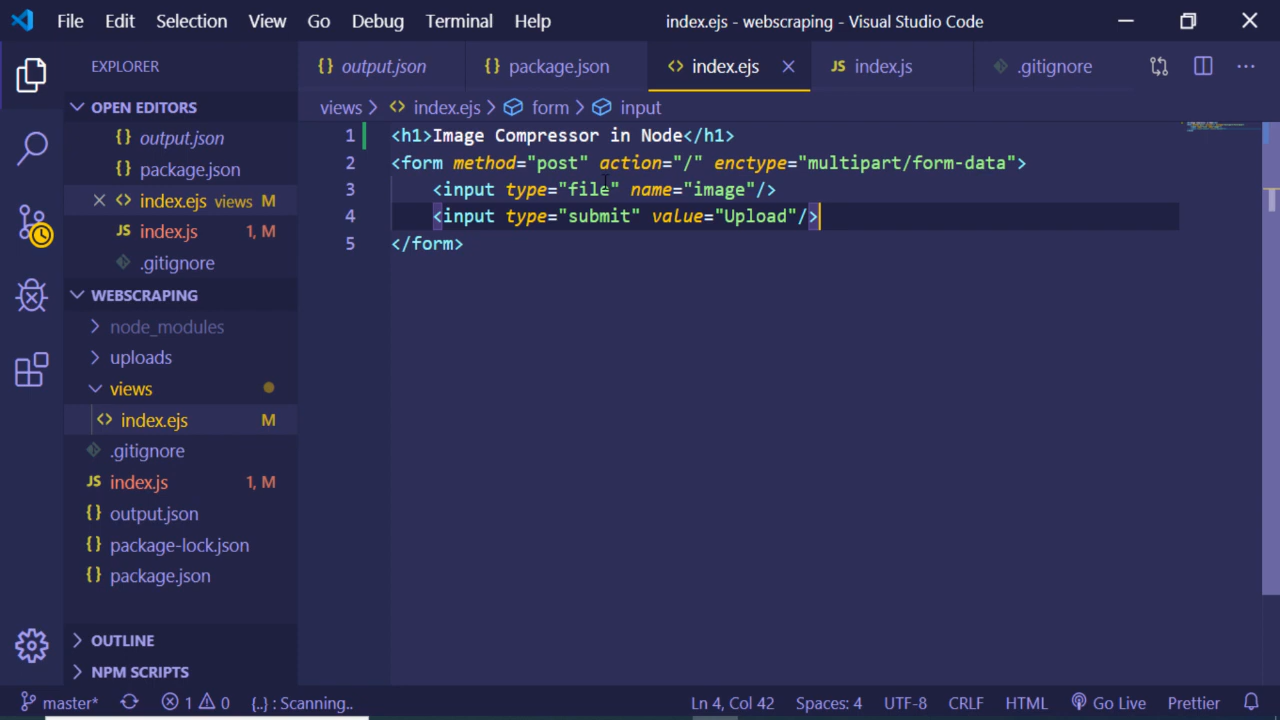 File Edit Selection View Go Debug Terminal Help index.ejs - webscraping - Visual Studio Code
EXPLORER
OPEN EDITORS
{} output.json
{} package.json
<> index.ejs views M
JS index.js 1, M
.gitignore
WEBSCRAPING
node_modules
uploads
views
<> index.ejs M
.gitignore
JS index.js 1, M
{} output.json
{} package-lock.json
{} package.json
OUTLINE
NPM SCRIPTS
{} output.json {} package.json <> index.ejs JS index.js .gitignore
views > <> index.ejs > form > input
1 <h1>Image Compressor in Node</h1>
2 <form method="post" action="/" enctype="multipart/form-data">
3 <input type="file" name="image"/>
4 <input type="submit" value="Upload"/>
5 </form>
master* 1 0 {..} : Scanning.. Ln 4, Col 42 Spaces: 4 UTF-8 CRLF HTML Go Live Prettier